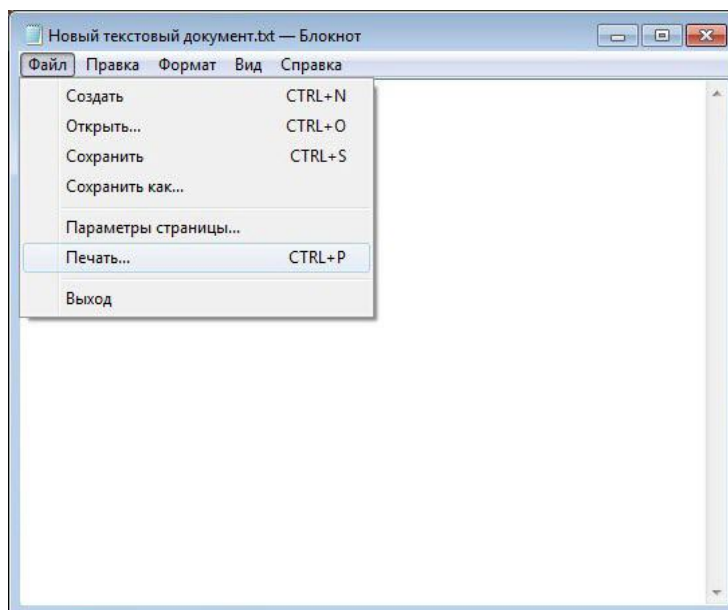 Новый текстовый документ.txt — Блокнот
Файл Правка Формат Вид Справка
Создать CTRL+N
Открыть... CTRL+O
Сохранить CTRL+S
Сохранить как...
Параметры страницы...
Печать... CTRL+P
Выход